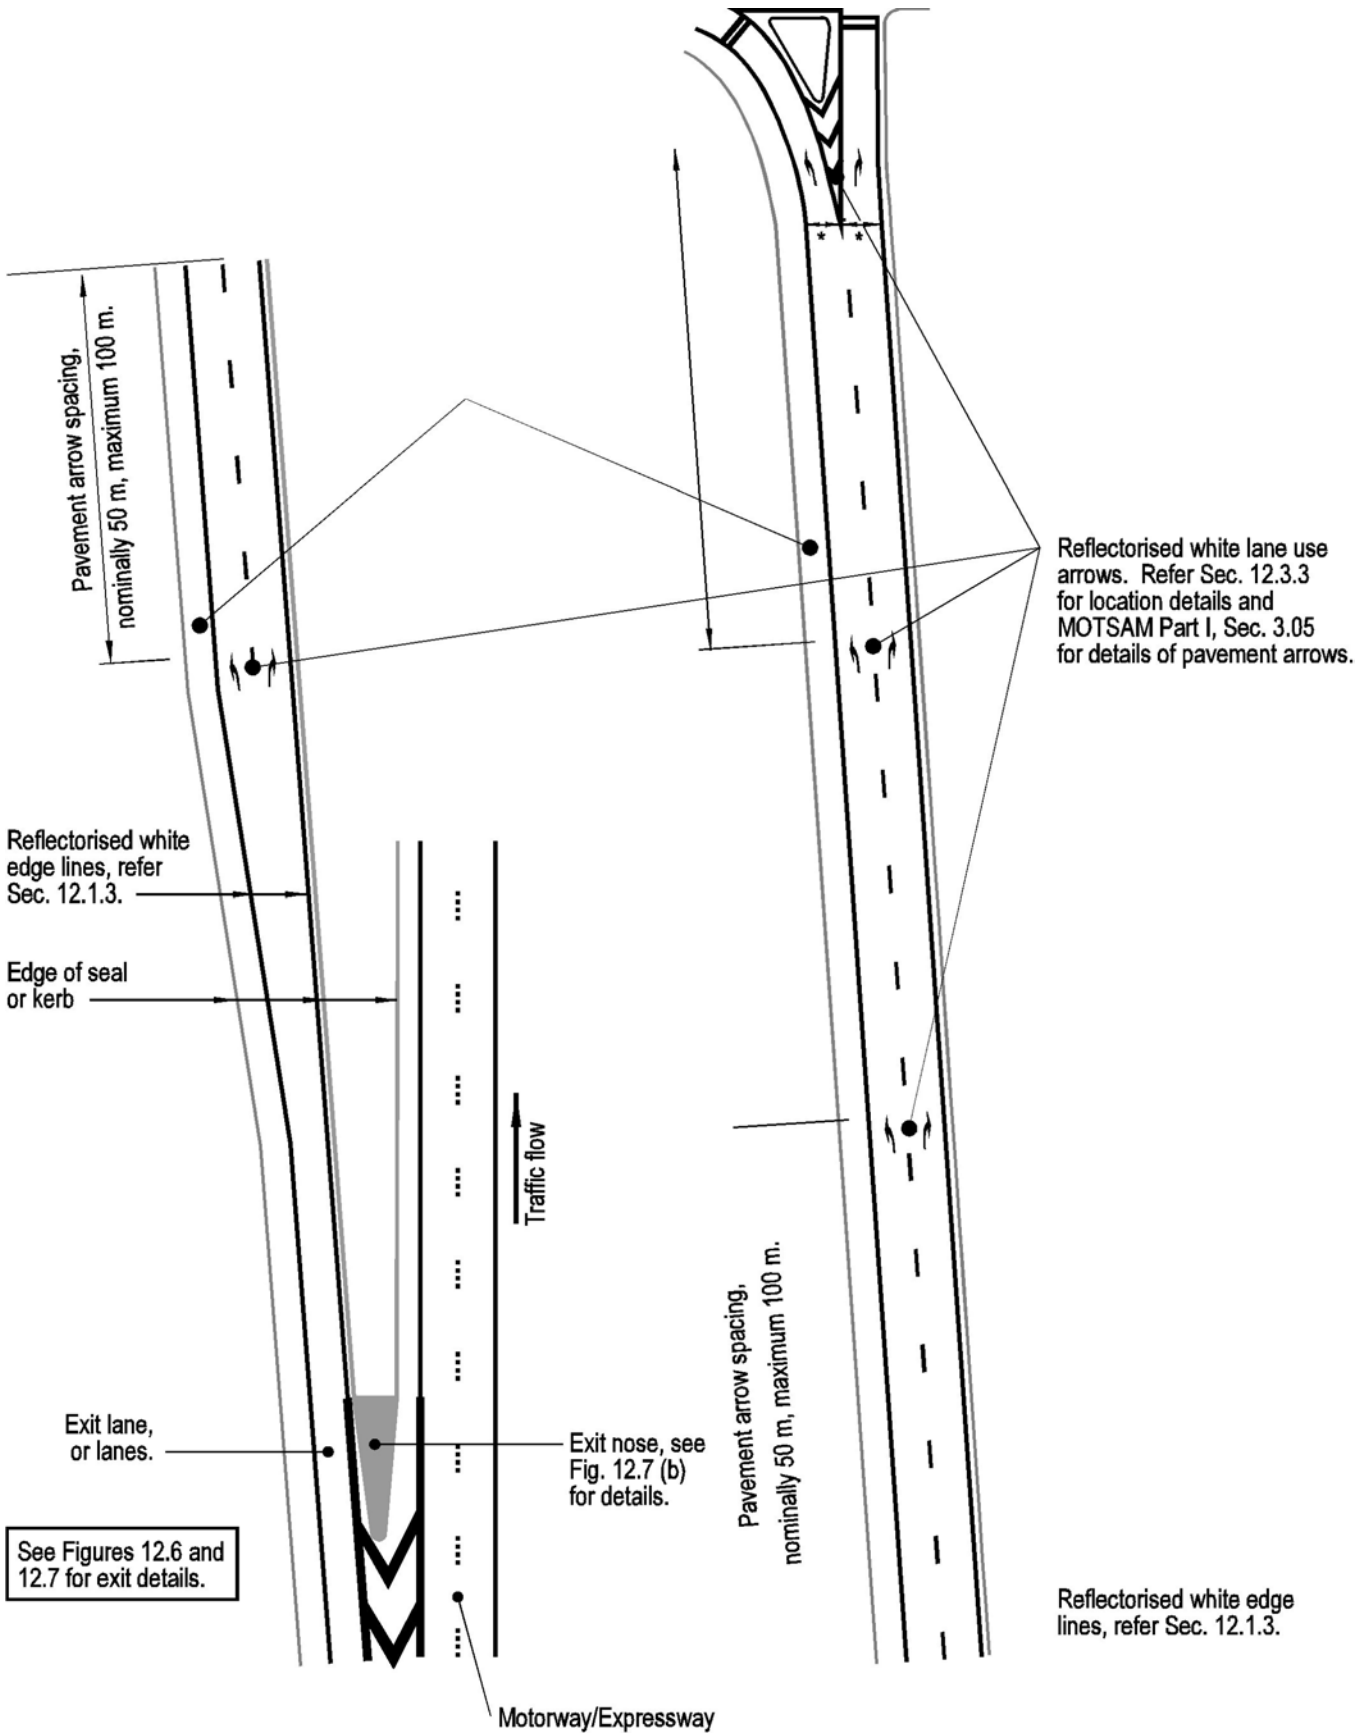 Pavement arrow spacing,
nominally 50 m, maximum 100 m.
* *
Reflectorised white lane use
arrows. Refer Sec. 12.3.3
for location details and
MOTSAM Part I, Sec. 3.05
for details of pavement arrows.
Reflectorised white
edge lines, refer
Sec. 12.1.3.
Edge of seal
or kerb
Traffic flow
Pavement arrow spacing,
nominally 50 m, maximum 100 m.
Exit lane,
or lanes.
Exit nose, see
Fig. 12.7 (b)
for details.
See Figures 12.6 and
12.7 for exit details.
Reflectorised white edge
lines, refer Sec. 12.1.3.
Motorway/Expressway